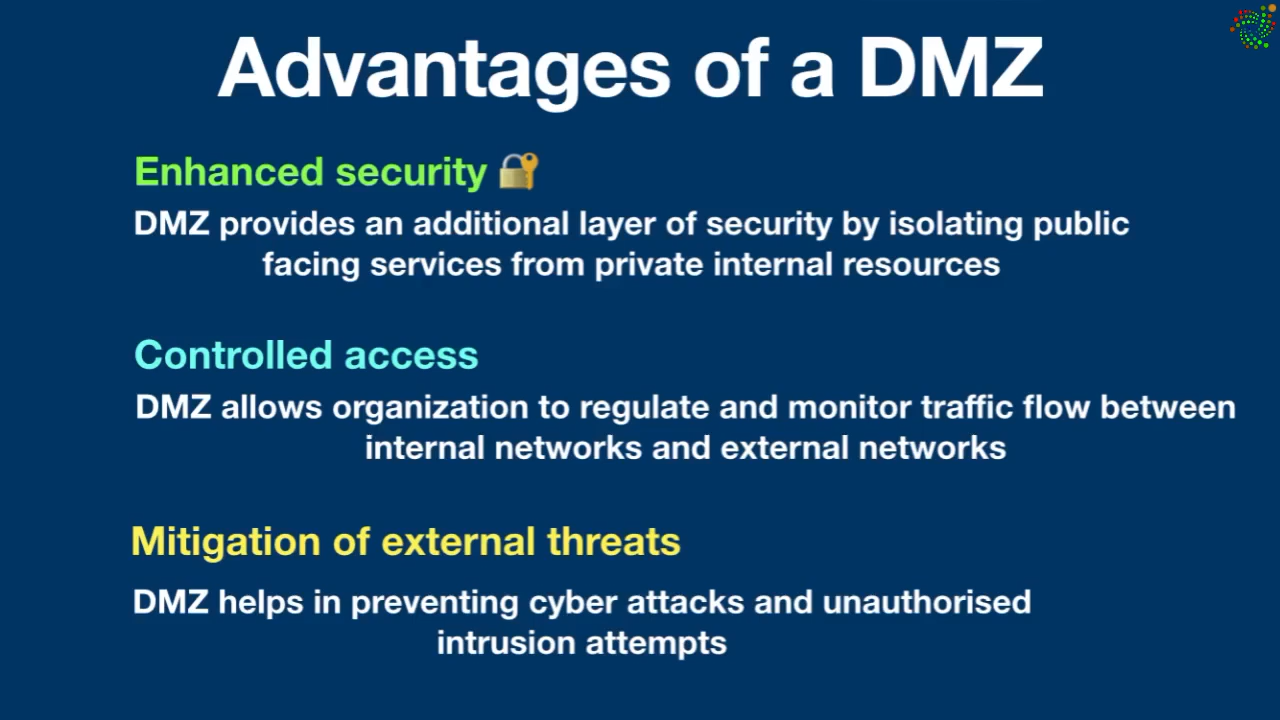 Advantages of a DMZ
Enhanced security 🔐
DMZ provides an additional layer of security by isolating public
facing services from private internal resources
Controlled access
DMZ allows organization to regulate and monitor traffic flow between
internal networks and external networks
Mitigation of external threats
DMZ helps in preventing cyber attacks and unauthorised
intrusion attempts